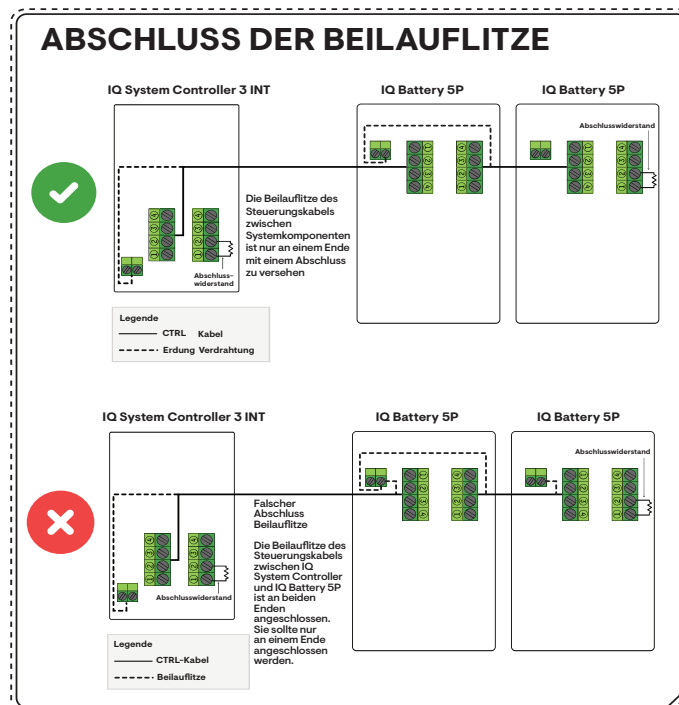 ABSCHLUSS DER BEILAUFLITZE
IQ System Controller 3 INT
IQ Battery 5P
IQ Battery 5P
Abschlusswiderstand
Die Beilauflitze des
Steuerungskabels
zwischen
Systemkomponenten
ist nur an einem Ende
mit einem Abschluss
zu versehen
Abschluss-
widerstand
Legende
CTRL Kabel
Erdung Verdrahtung
IQ System Controller 3 INT
IQ Battery 5P
IQ Battery 5P
Abschlusswiderstand
Falscher
Abschluss
Beilauflitze
Die Beilauflitze des
Steuerungskabels
zwischen IQ
System Controller
und IQ Battery 5P
ist an beiden
Enden
angeschlossen.
Sie sollte nur
an einem Ende
angeschlossen
werden.
Abschlusswiderstand
Legende
CTRL-Kabel
Beilauflitze